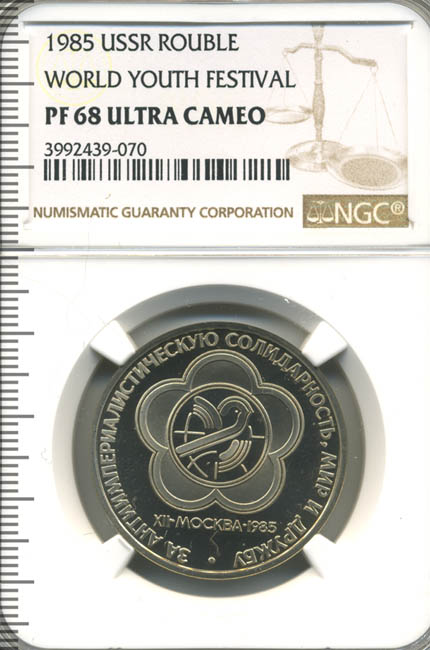 1985 USSR ROUBLE
WORLD YOUTH FESTIVAL
PF 68 ULTRA CAMEO
3992439-070
NUMISMATIC GUARANTY CORPORATION
NGC®
ЗА АНТИИМПЕРИАЛИСТИЧЕСКУЮ СОЛИДАРНОСТЬ, МИР И ДРУЖБУ
XII•МОСКВА•1985